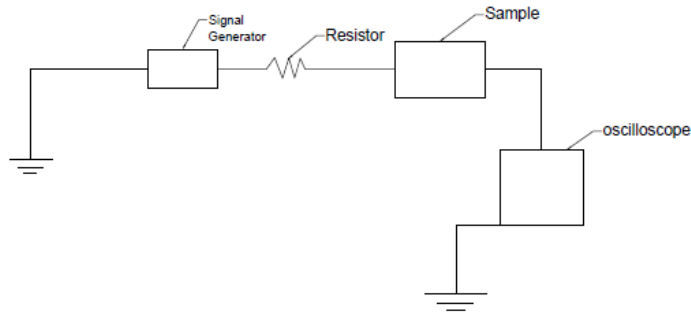 Signal
Generator
Resistor
Sample
oscilloscope